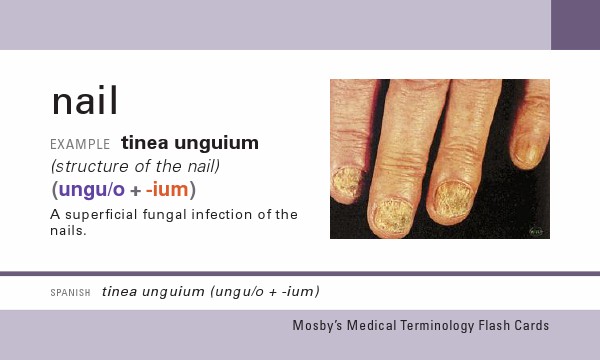 nail
EXAMPLE tinea unguium
(structure of the nail)
(ungu/o + -ium)
A superficial fungal infection of the
nails.
SPANISH tinea unguium (ungu/o + -ium)
Mosby's Medical Terminology Flash Cards